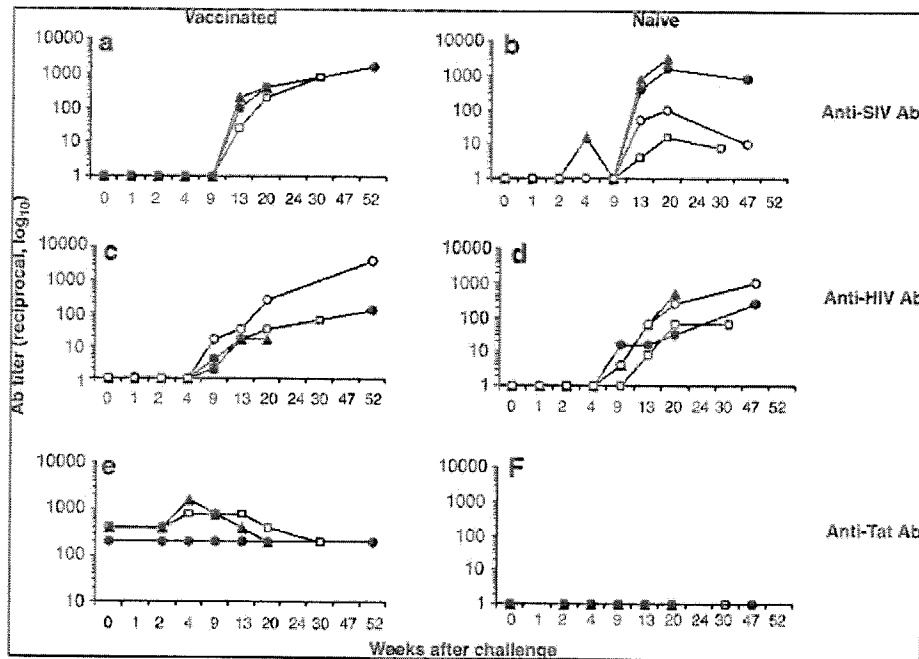 Vaccinated Naive
a b
10000 10000
1000 1000
100 100
10 10
1 1
0 1 2 4 9 13 20 24 30 47 52 0 1 2 4 9 13 20 24 30 47 52
Anti-SIV Ab
c d
10000 10000
1000 1000
100 100
10 10
1 1
0 1 2 4 9 13 20 24 30 47 52 0 1 2 4 9 13 20 24 30 47 52
Anti-HIV Ab
Ab titer (reciprocal, log10)
e F
10000 10000
1000 1000
100 100
10 10
1
0 1 2 4 9 13 20 24 30 47 52 0 1 2 4 9 13 20 24 30 47 52
Anti-Tat Ab
Weeks after challenge